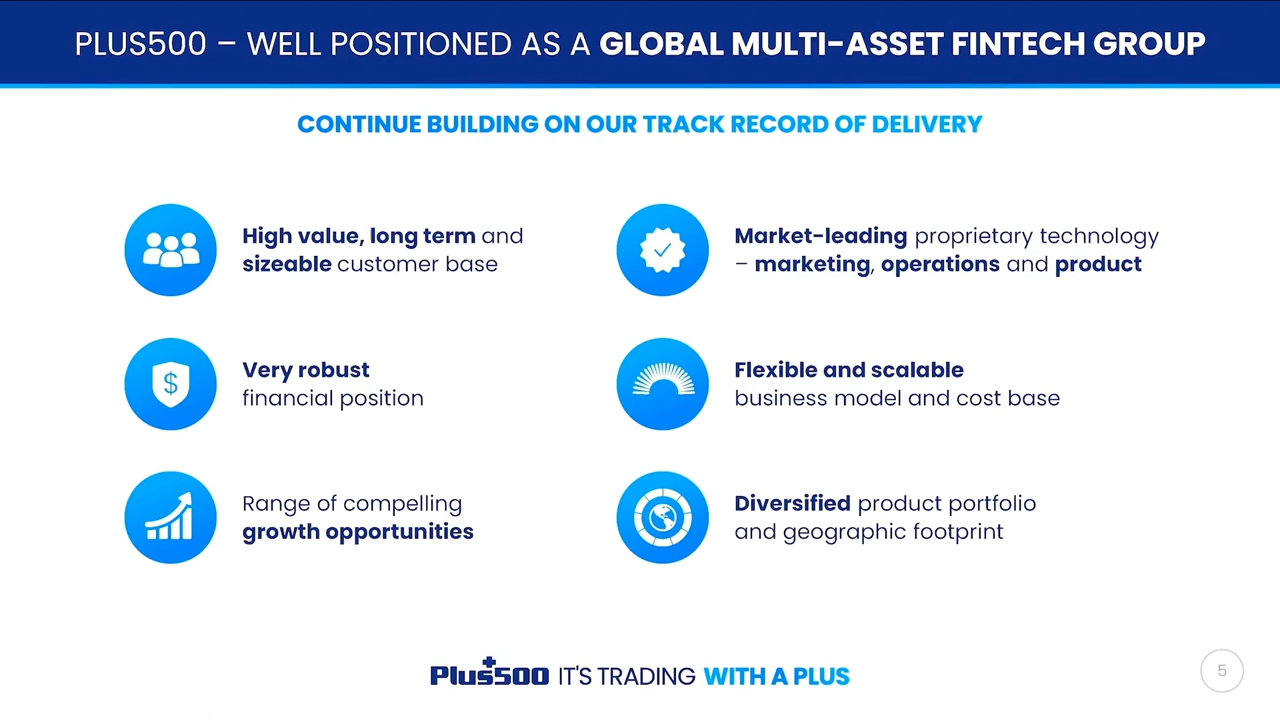 PLUS500 – WELL POSITIONED AS A GLOBAL MULTI-ASSET FINTECH GROUP
CONTINUE BUILDING ON OUR TRACK RECORD OF DELIVERY
High value, long term and
sizeable customer base
Market-leading proprietary technology
– marketing, operations and product
$
Very robust
financial position
Flexible and scalable
business model and cost base
Range of compelling
growth opportunities
Diversified product portfolio
and geographic footprint
Plus500 IT'S TRADING WITH A PLUS
5